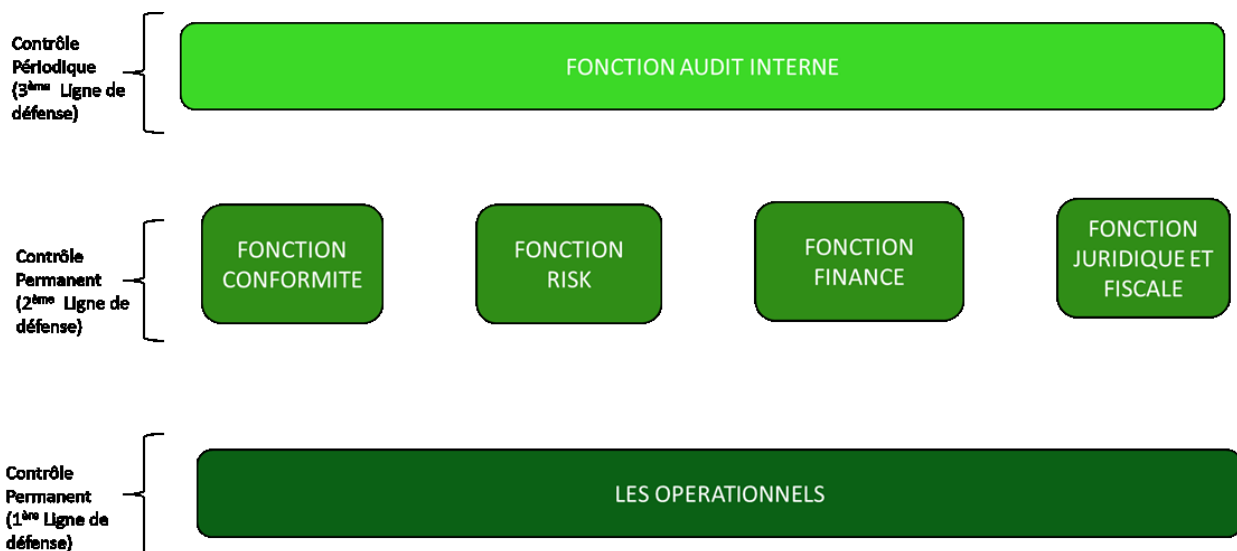 Contrôle
Périodique
(3ème Ligne de
défense)
FONCTION AUDIT INTERNE
Contrôle
Permanent
(2ème Ligne de
défense)
FONCTION
CONFORMITE
FONCTION
RISK
FONCTION
FINANCE
FONCTION
JURIDIQUE ET
FISCALE
Contrôle
Permanent
(1ère Ligne de
défense)
LES OPERATIONNELS